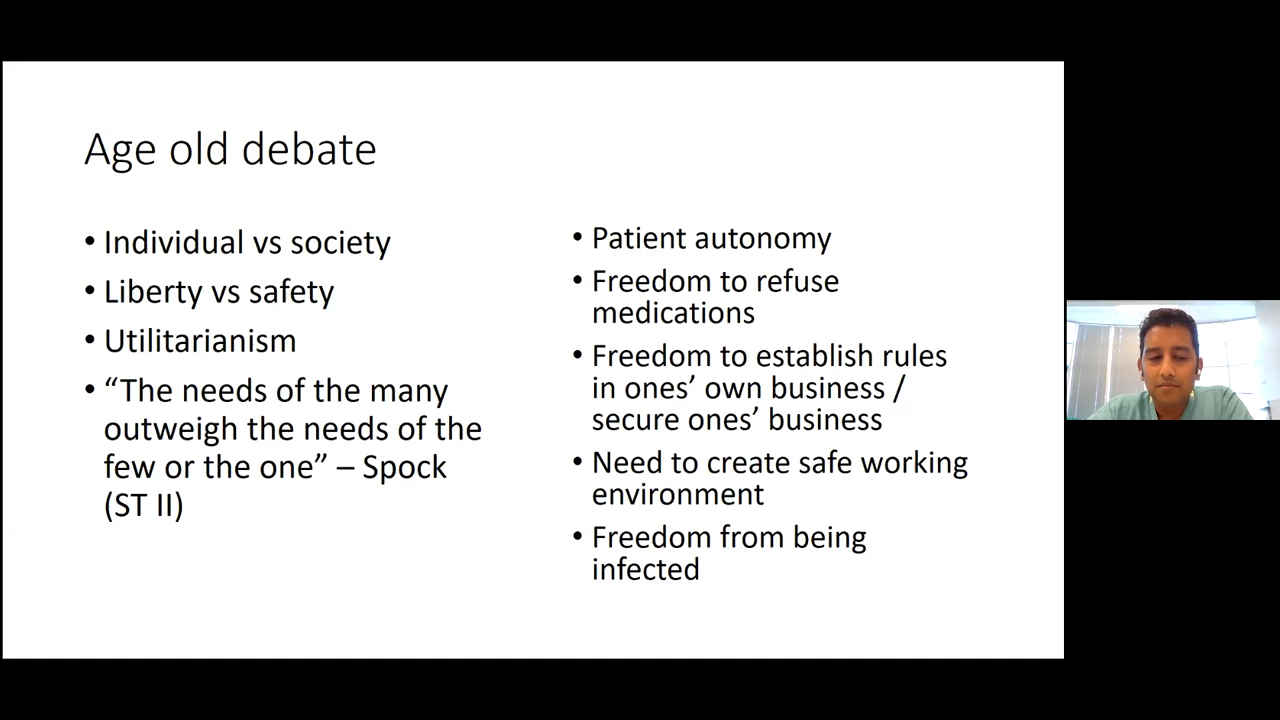 Age old debate
• Individual vs society
• Liberty vs safety
• Utilitarianism
• “The needs of the many
outweigh the needs of the
few or the one” – Spock
(ST II)
• Patient autonomy
• Freedom to refuse
medications
• Freedom to establish rules
in ones’ own business /
secure ones’ business
• Need to create safe working
environment
• Freedom from being
infected